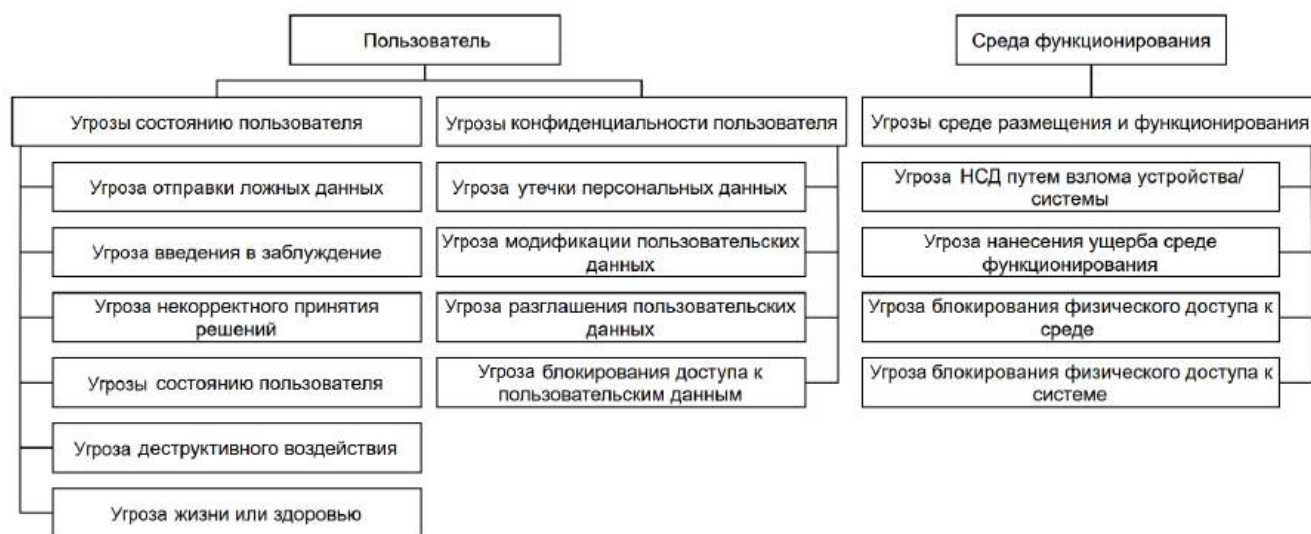 Пользователь
Среда функционирования
Угрозы состоянию пользователя
Угрозы конфиденциальности пользователя
Угрозы среде размещения и функционирования
Угроза отправки ложных данных
Угроза введения в заблуждение
Угроза некорректного принятия
решений
Угрозы состоянию пользователя
Угроза деструктивного воздействия
Угроза жизни или здоровью
Угроза утечки персональных данных
Угроза модификации пользовательских
данных
Угроза разглашения пользовательских
данных
Угроза блокирования доступа к
пользовательским данным
Угроза НСД путем взлома устройства/
системы
Угроза нанесения ущерба среде
функционирования
Угроза блокирования физического доступа к
среде
Угроза блокирования физического доступа к
системе